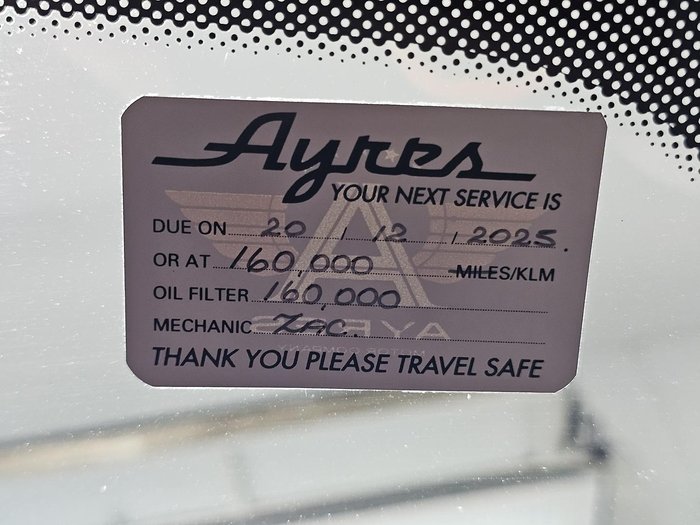 Ayres
YOUR NEXT SERVICE IS
DUE ON 20 / 12 / 2025.
OR AT 160,000 MILES/KLM
OIL FILTER 160,000
MECHANIC ZAC.
AYRES
THANK YOU PLEASE TRAVEL SAFE